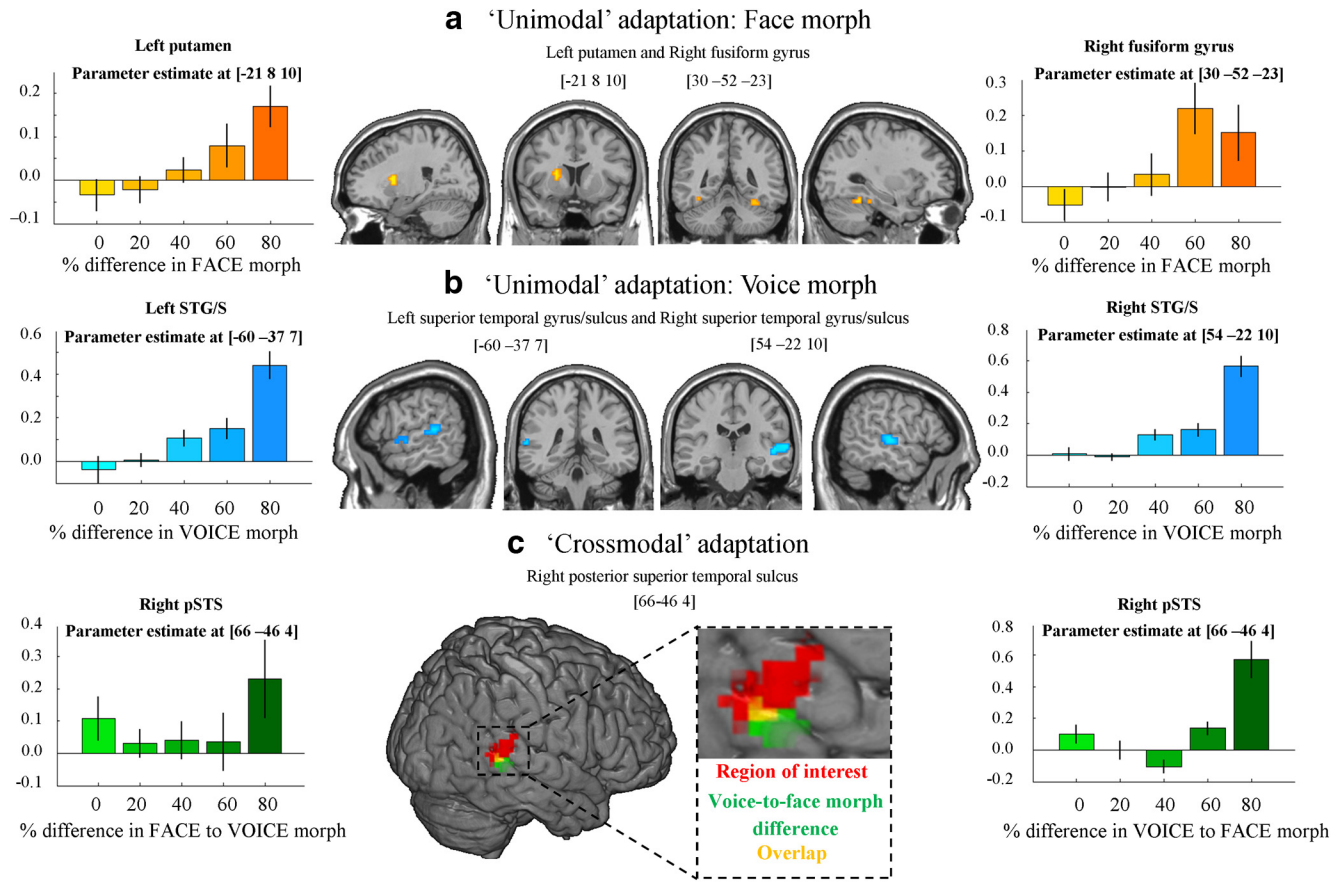 a ‘Unimodal’ adaptation: Face morph
Left putamen and Right fusiform gyrus
[-21 8 10] [30 –52 –23]
Left putamen
Parameter estimate at [-21 8 10]
0.2
0.1
0.0
–0.1
0 20 40 60 80
% difference in FACE morph
Right fusiform gyrus
Parameter estimate at [30 –52 –23]
0.3
0.2
0.1
0.0
-0.1
0 20 40 60 80
% difference in FACE morph
b ‘Unimodal’ adaptation: Voice morph
Left superior temporal gyrus/sulcus and Right superior temporal gyrus/sulcus
[-60 –37 7] [54 –22 10]
Left STG/S
Parameter estimate at [-60 –37 7]
0.6
0.4
0.2
0.0
0 20 40 60 80
% difference in VOICE morph
Right STG/S
Parameter estimate at [54 –22 10]
0.8
0.6
0.4
0.2
0.0
-0.2
0 20 40 60 80
% difference in VOICE morph
c ‘Crossmodal’ adaptation
Right posterior superior temporal sulcus
[66-46 4]
Right pSTS
Parameter estimate at [66 –46 4]
0.4
0.3
0.2
0.1
0.0
-0.1
0 20 40 60 80
% difference in FACE to VOICE morph
Region of interest
Voice-to-face morph
difference
Overlap
Right pSTS
Parameter estimate at [66 –46 4]
0.8
0.6
0.4
0.2
0.0
-0.2
0 20 40 60 80
% difference in VOICE to FACE morph